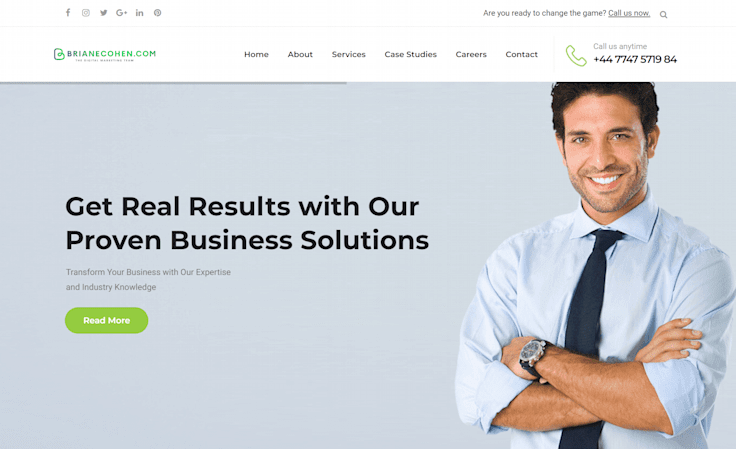 Are you ready to change the game? Call us now.
BRIANECOHEN.COM
THE DIGITAL MARKETING TEAM
Home About Services Case Studies Careers Contact
Call us anytime
+44 7747 5719 84
Get Real Results with Our
Proven Business Solutions
Transform Your Business with Our Expertise
and Industry Knowledge
Read More